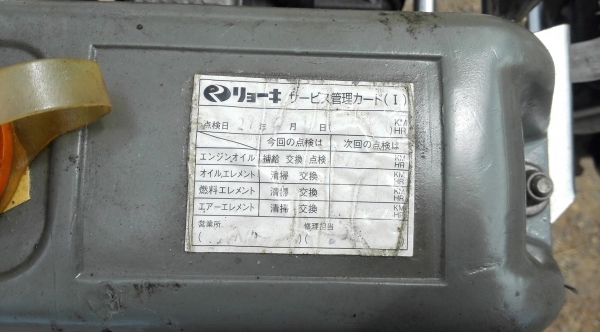 リョーキ サービス管理カード(I)
点検日 21年 月 日( )KM HR
今回の点検は 次回の点検は
エンジンオイル 補給 交換 点検 KM HR
オイルエレメント 清掃 交換 KM HR
燃料エレメント 清掃 交換 KM HR
エアーエレメント 清掃 交換 KM HR
営業所 修理担当
( )( )